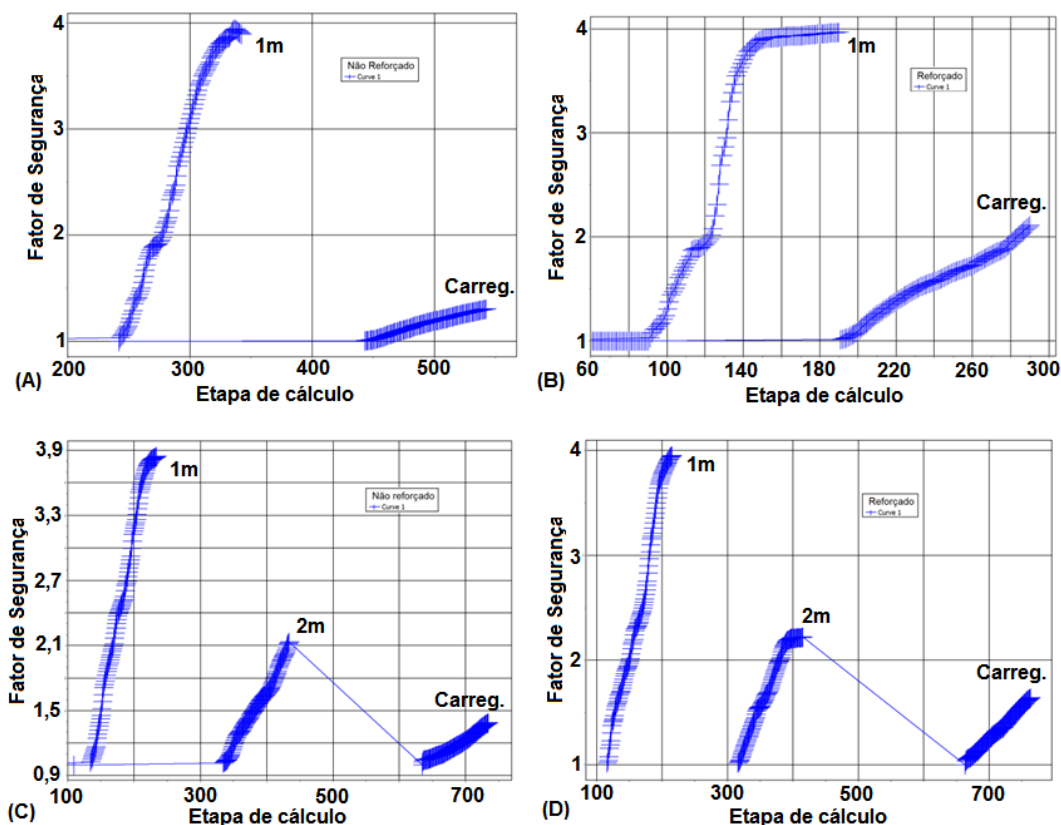 Fator de Segurança
4
3
2
1
1m
Não Reforçado
Curve 1
Carreg.
200
300
400
500
(A)
Etapa de cálculo
Fator de Segurança
4
3
2
1
1m
Reforçado
Curve 1
Carreg.
60
100
140
180
220
260
300
(B)
Etapa de cálculo
Fator de Segurança
3,9
3,3
2,7
2,1
1,5
0,9
1m
Não reforçado
Curve 1
2m
Carreg.
100
300
500
700
(C)
Etapa de cálculo
Fator de Segurança
4
3
2
1
1m
Reforçado
Curve 1
2m
Carreg.
100
300
500
700
(D)
Etapa de cálculo